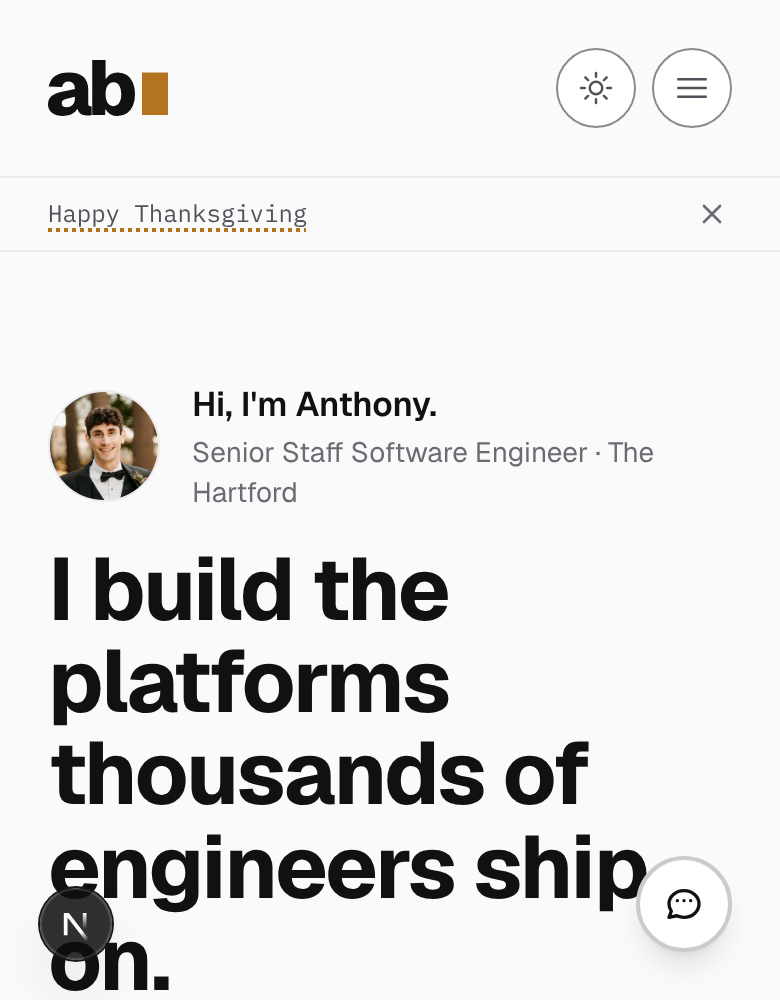 ab
Happy Thanksgiving
Hi, I'm Anthony.
Senior Staff Software Engineer · The
Hartford
I build the
platforms
thousands of
engineers ship
on.
N